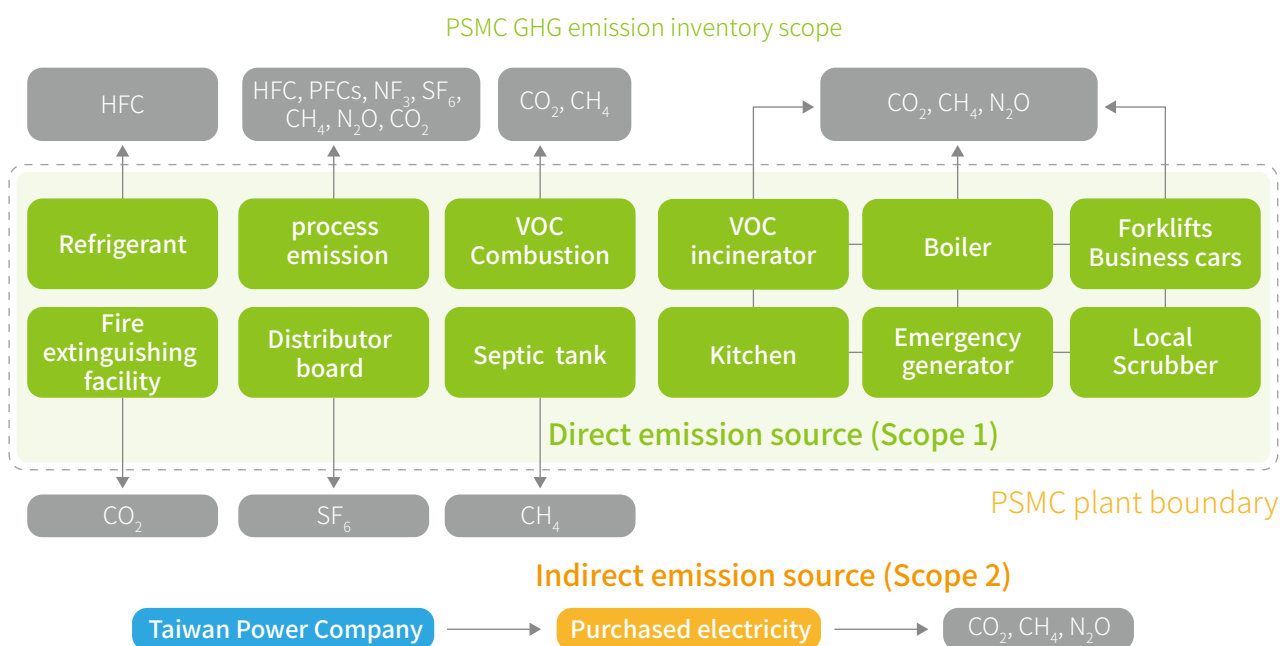 PSMC GHG emission inventory scope
HFC
HFC, PFCs, NF₃, SF₆,
CH₄, N₂O, CO₂
CO₂, CH₄
CO₂, CH₄, N₂O
Refrigerant
process
emission
VOC
Combustion
VOC
incinerator
Boiler
Forklifts
Business cars
Fire
extinguishing
facility
Distributor
board
Septic tank
Kitchen
Emergency
generator
Local
Scrubber
Direct emission source (Scope 1)
CO₂
SF₆
CH₄
PSMC plant boundary
Indirect emission source (Scope 2)
Taiwan Power Company
Purchased electricity
CO₂, CH₄, N₂O